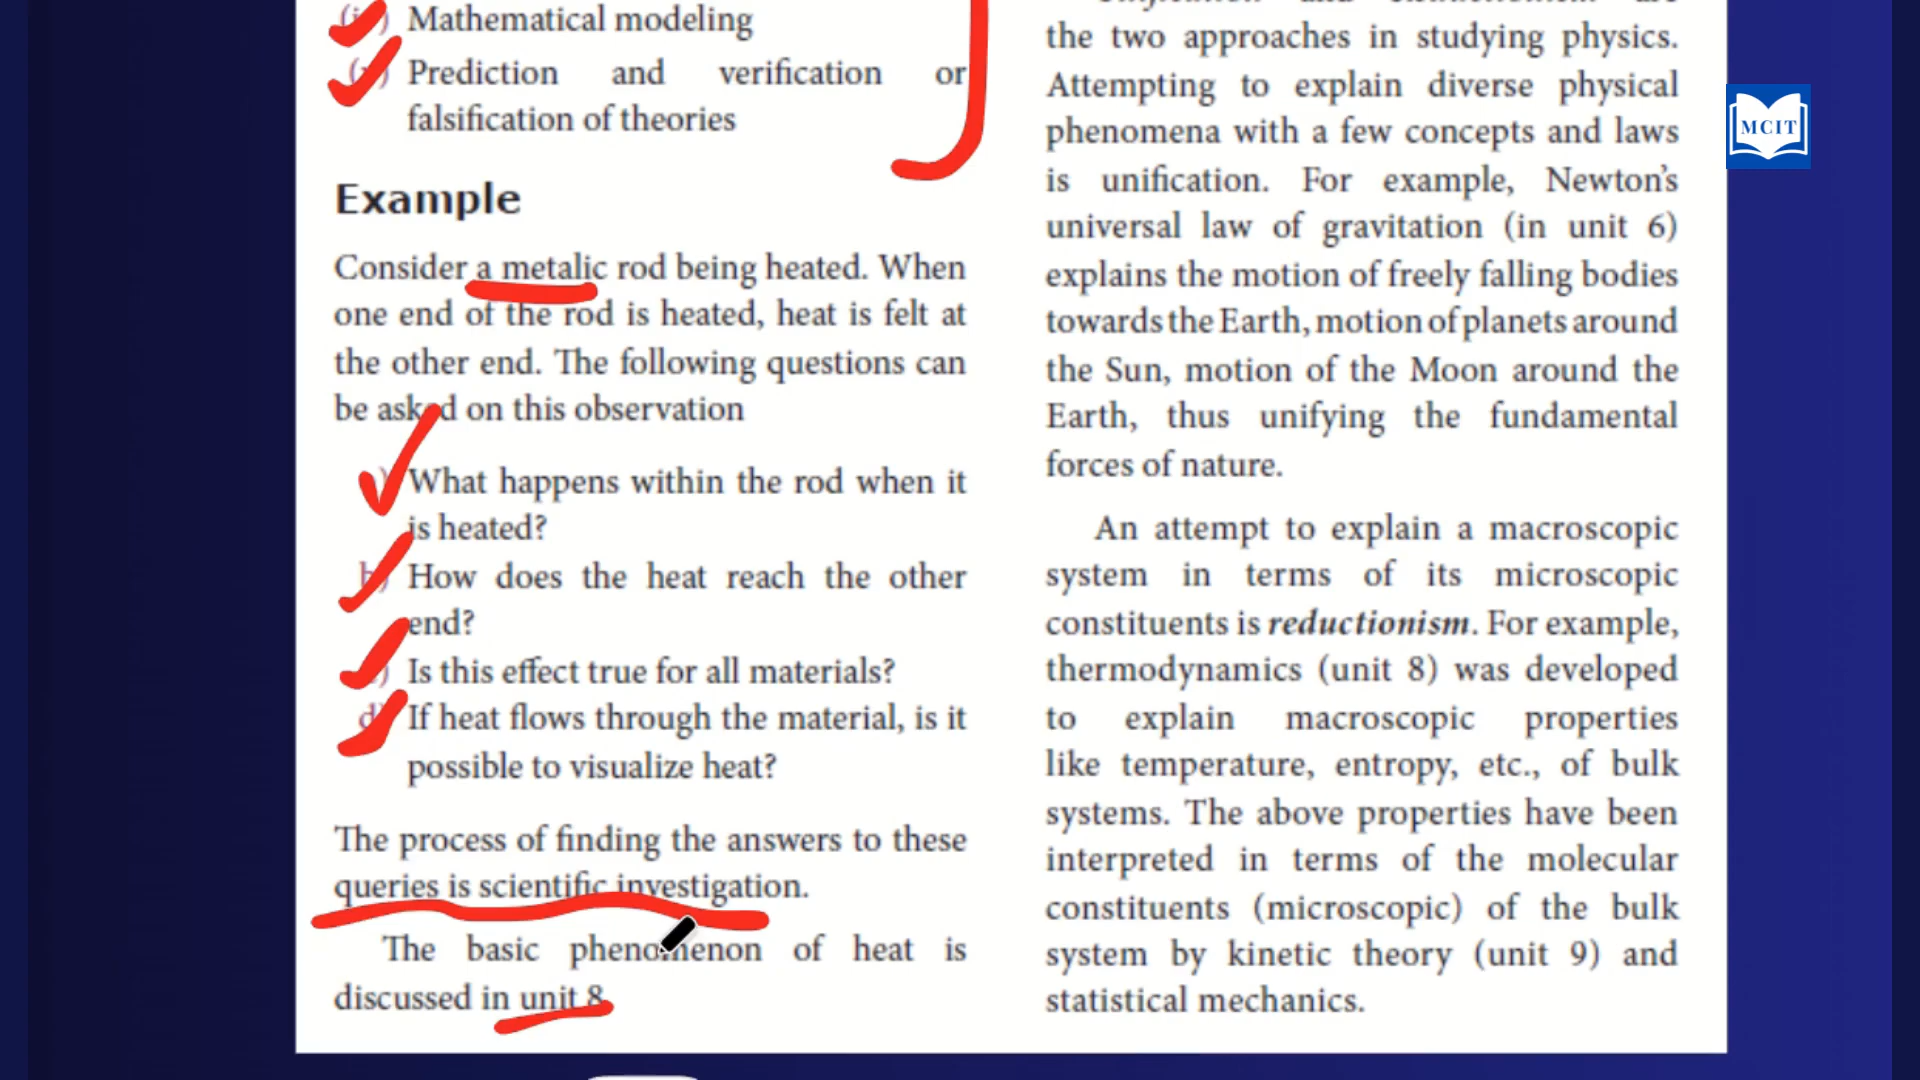 Mathematical modeling
Prediction and verification or
falsification of theories
Example
Consider a metalic rod being heated. When
one end of the rod is heated, heat is felt at
the other end. The following questions can
be asked on this observation
What happens within the rod when it
is heated?
b) How does the heat reach the other
end?
Is this effect true for all materials?
d) If heat flows through the material, is it
possible to visualize heat?
The process of finding the answers to these
queries is scientific investigation.
The basic phenomenon of heat is
discussed in unit 8.
the two approaches in studying physics.
Attempting to explain diverse physical
phenomena with a few concepts and laws
is unification. For example, Newton's
universal law of gravitation (in unit 6)
explains the motion of freely falling bodies
towards the Earth, motion of planets around
the Sun, motion of the Moon around the
Earth, thus unifying the fundamental
forces of nature.
An attempt to explain a macroscopic
system in terms of its microscopic
constituents is reductionism. For example,
thermodynamics (unit 8) was developed
to explain macroscopic properties
like temperature, entropy, etc., of bulk
systems. The above properties have been
interpreted in terms of the molecular
constituents (microscopic) of the bulk
system by kinetic theory (unit 9) and
statistical mechanics.
MCIT